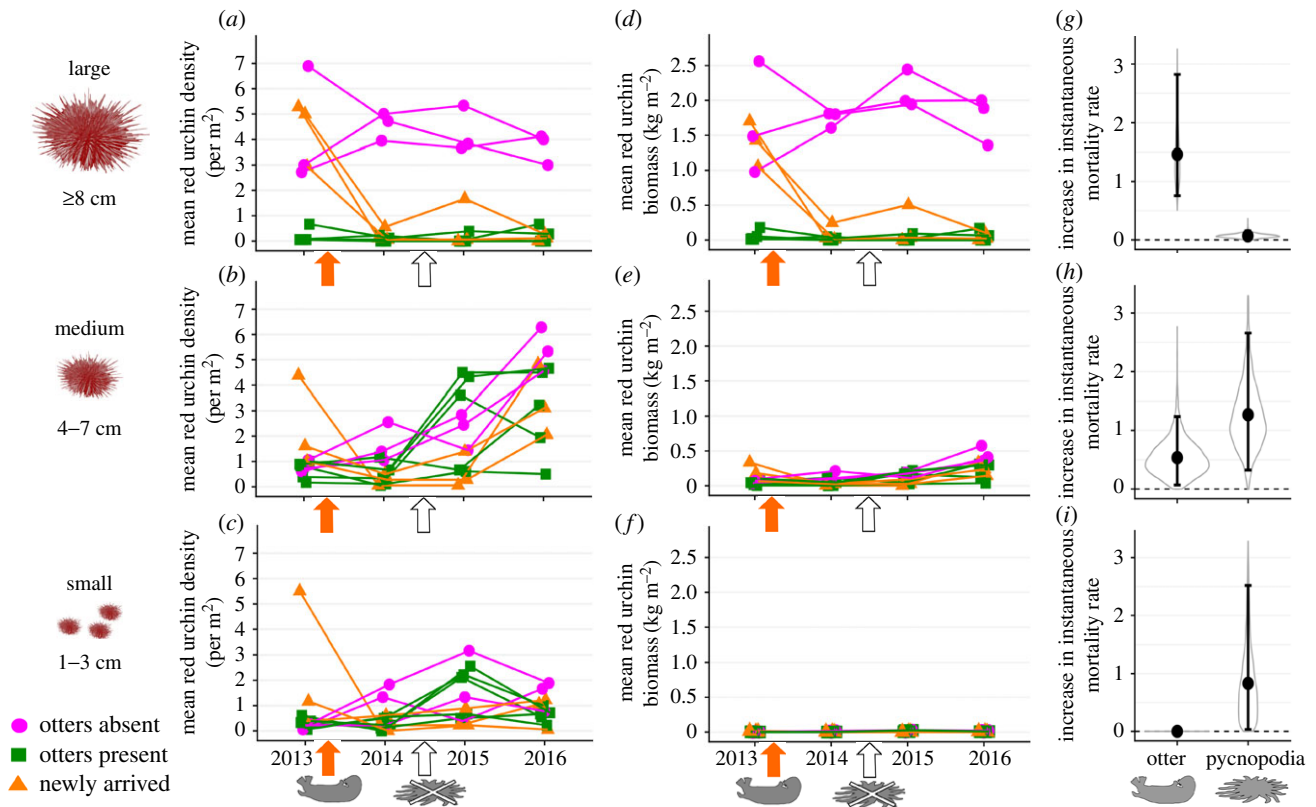 large
≥8 cm
medium
4–7 cm
small
1–3 cm
otters absent
otters present
newly arrived
(a)
mean red urchin density
(per m²)
7
6
5
4
3
2
1
0
(b)
mean red urchin density
(per m²)
7
6
5
4
3
2
1
0
(c)
mean red urchin density
(per m²)
7
6
5
4
3
2
1
0
2013 2014 2015 2016
(d)
mean red urchin
biomass (kg m⁻²)
2.5
2.0
1.5
1.0
0.5
0
(e)
mean red urchin
biomass (kg m⁻²)
2.5
2.0
1.5
1.0
0.5
0
(f)
mean red urchin
biomass (kg m⁻²)
2.5
2.0
1.5
1.0
0.5
0
2013 2014 2015 2016
(g)
increase in instantaneous
mortality rate
3
2
1
0
(h)
increase in instantaneous
mortality rate
3
2
1
0
(i)
increase in instantaneous
mortality rate
3
2
1
0
otter pycnopodia